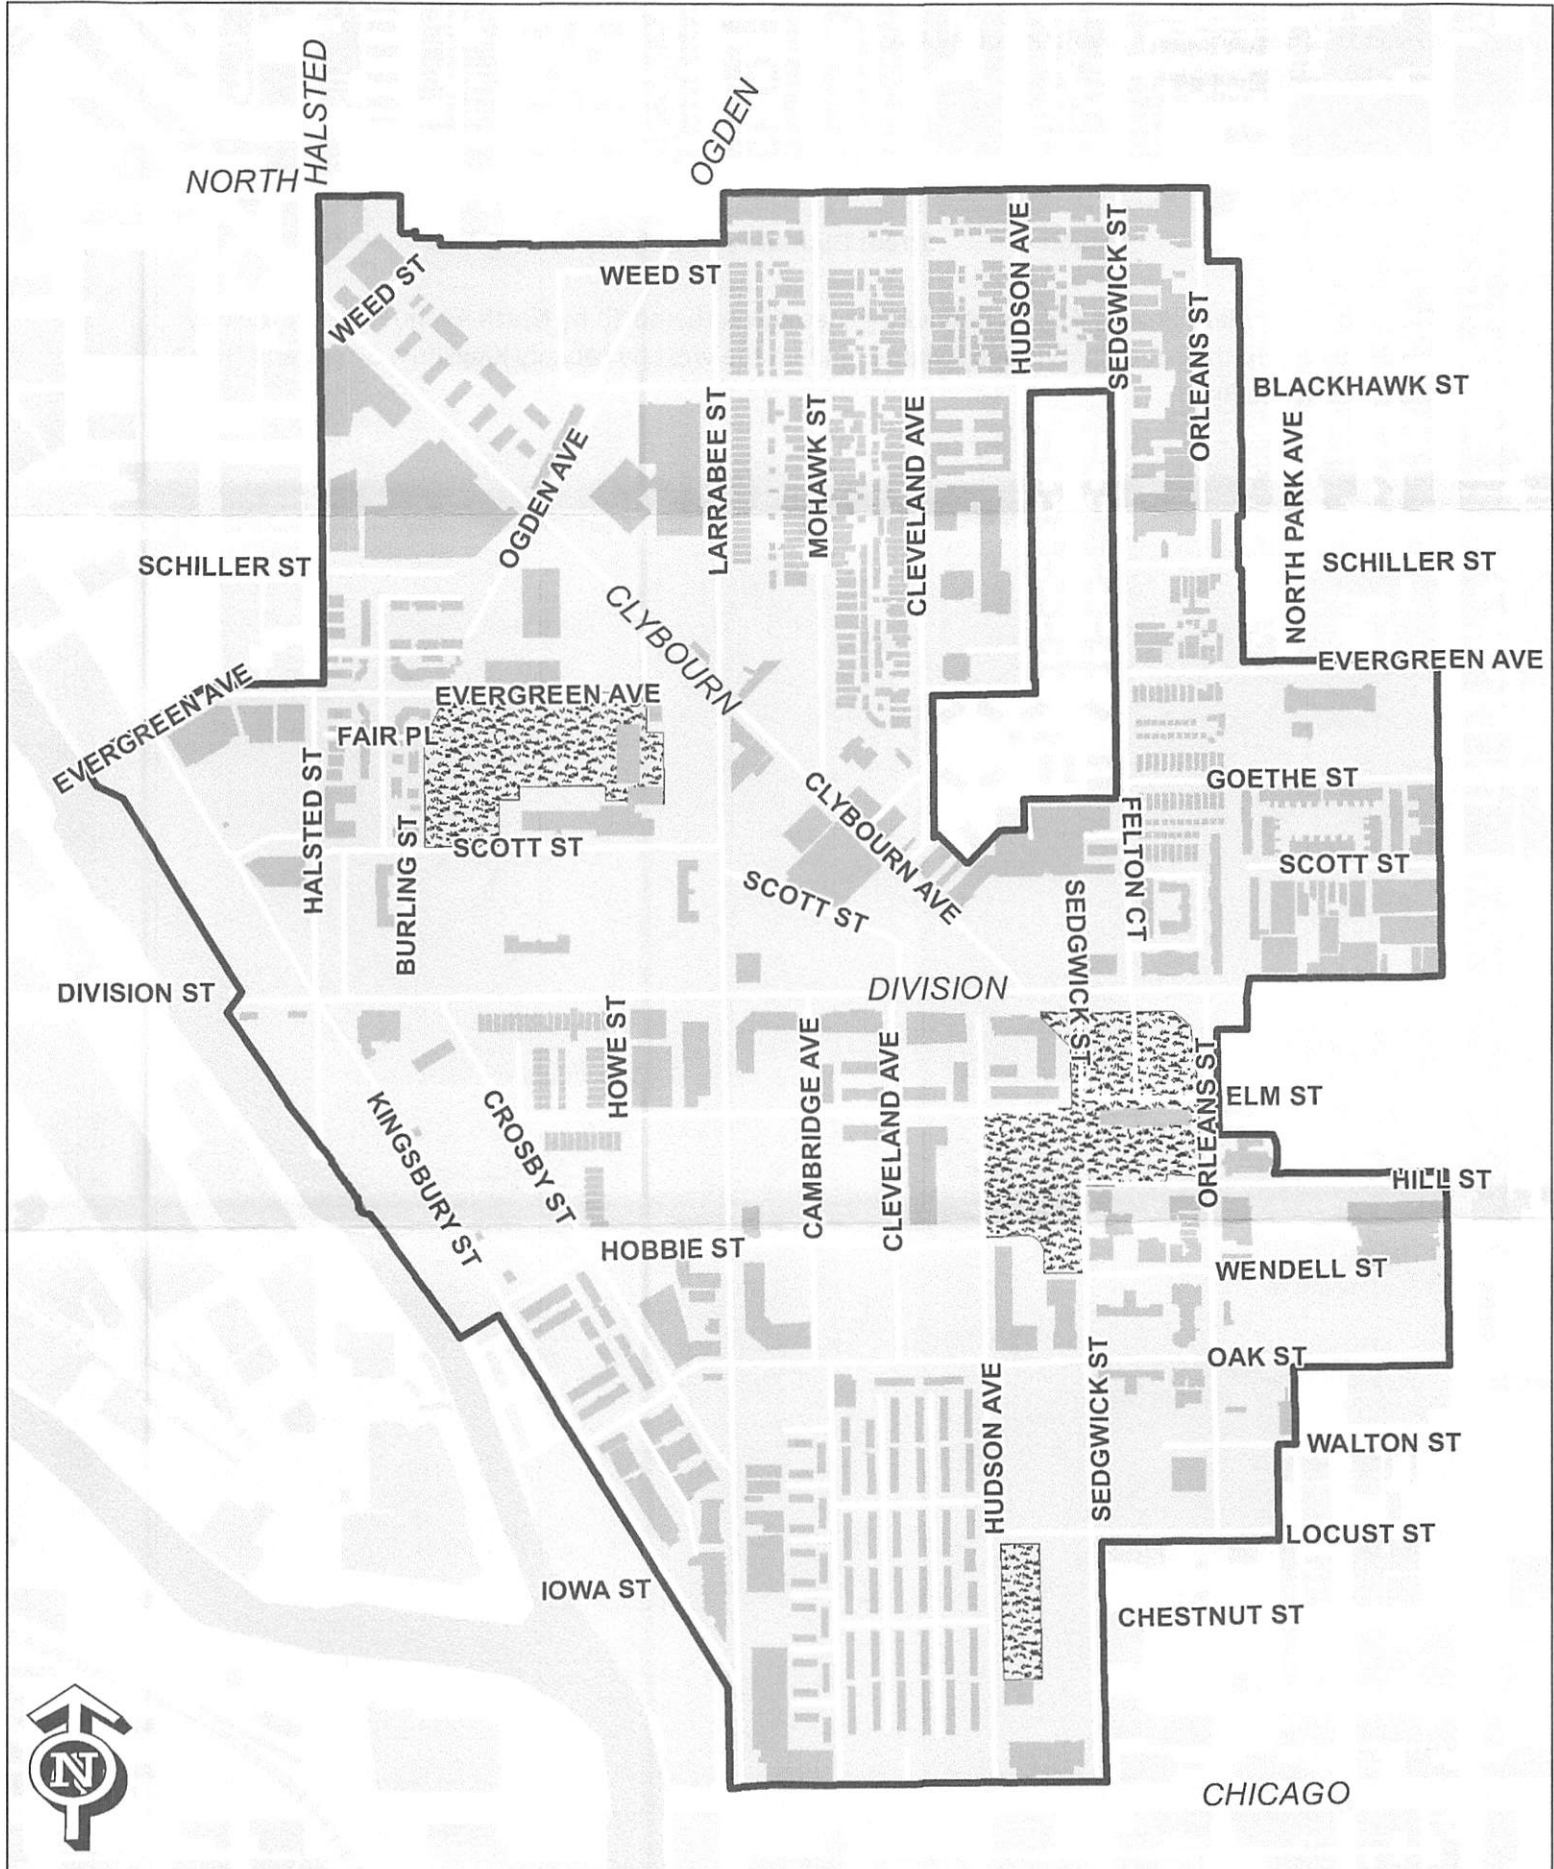 HALSTED
OGDEN
NORTH
HUDSON AVE
SEDGWICK ST
WEED ST
WEED ST
ORLEANS ST
BLACKHAWK ST
LARRABEE ST
MOHAWK ST
CLEVELAND AVE
NORTH PARK AVE
OGDEN AVE
SCHILLER ST
SCHILLER ST
CLYBOURN
EVERGREEN AVE
EVERGREEN AVE
EVERGREEN AVE
FAIR PL
HALSTED ST
GOETHE ST
CLYBOURN AVE
FELTON CT
BURLING ST
SCOTT ST
SCOTT ST
SCOTT ST
SEDGWICK ST
DIVISION ST
DIVISION
HOWE ST
CAMBRIDGE AVE
CLEVELAND AVE
ORLEANS ST
ELM ST
KINGSBURY ST
CROSBY ST
HILL ST
HOBBIE ST
WENDELL ST
OAK ST
HUDSON AVE
SEDGWICK ST
WALTON ST
LOCUST ST
IOWA ST
CHESTNUT ST
N
CHICAGO